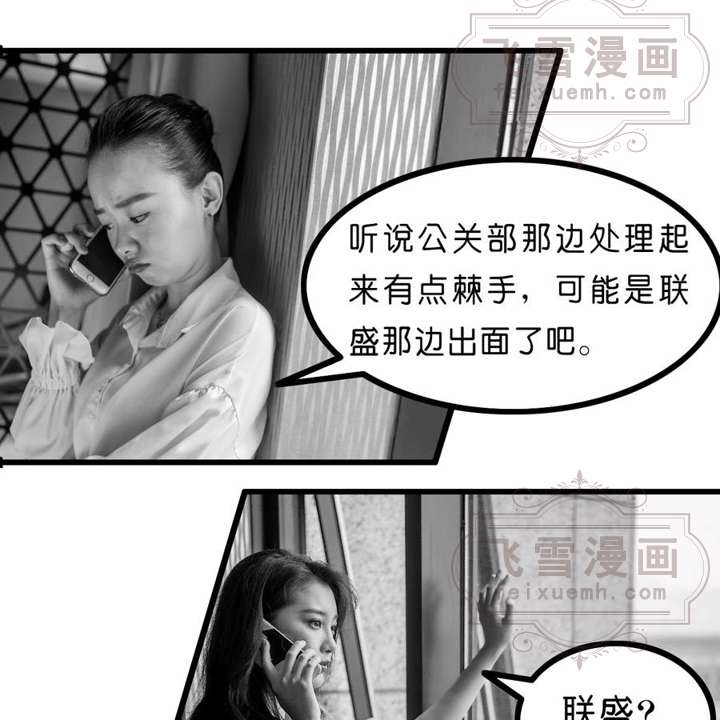 飞雪漫画
feixuemh.com
听说公关部那边处理起
来有点棘手，可能是联
盛那边出面了吧。
飞雪漫画
feixuemh.com
联盛？